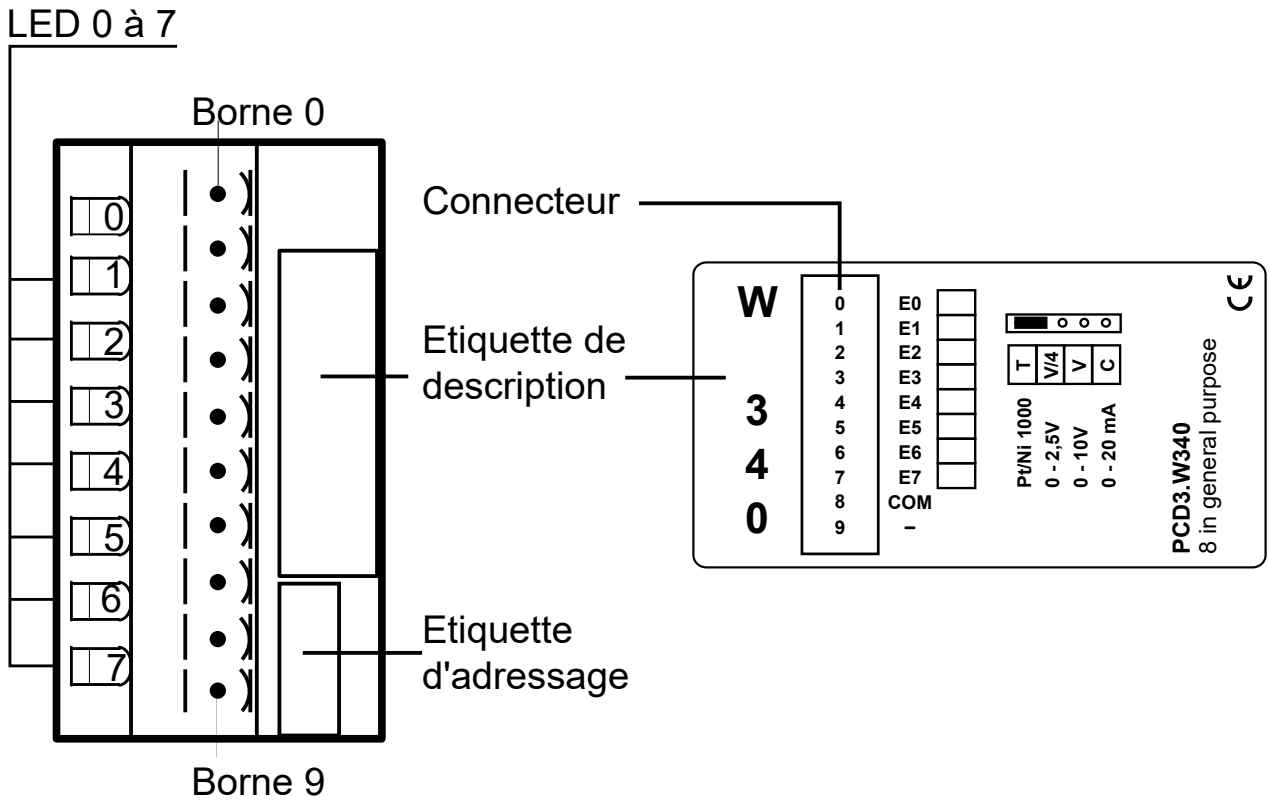 LED 0 à 7
Borne 0
0
1
2
3
4
5
6
7
Borne 9
Connecteur
Etiquette de
description
Etiquette
d'adressage
W
3
4
0
0 E0
1 E1
2 E2
3 E3
4 E4
5 E5
6 E6
7 E7
8 COM
9 –
T
V/4
V
C
Pt/Ni 1000
0 - 2,5V
0 - 10V
0 - 20 mA
PCD3.W340
8 in general purpose
CE